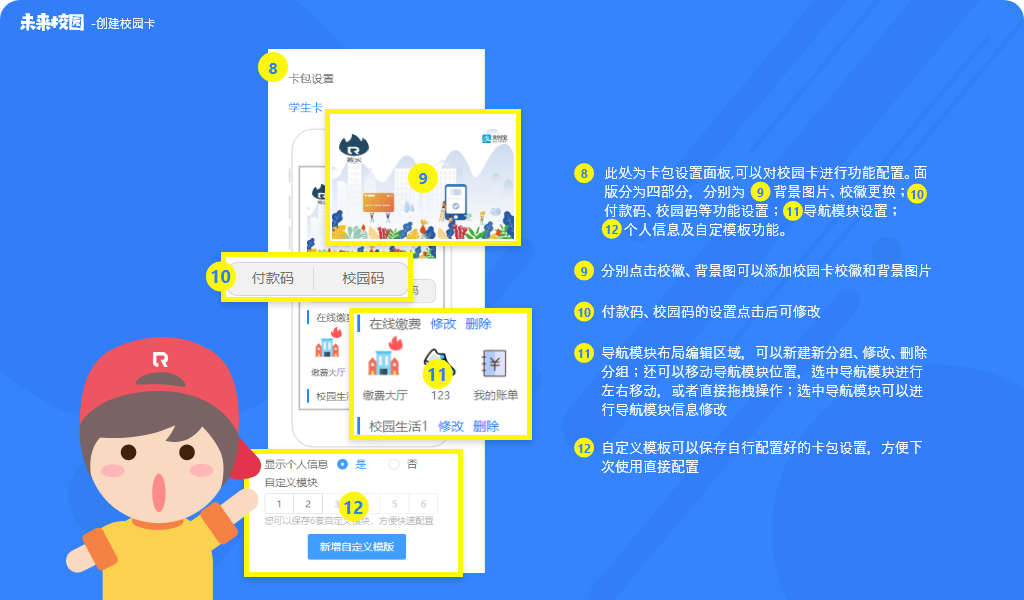 未来校园 -创建校园卡
8
卡包设置
学生卡
9
10
付款码 校园码
码
在线缴费
缴费大厅
校园生活
在线缴费 修改 删除
11
缴费大厅 123 我的账单
校园生活1 修改 删除
显示个人信息 是 否
自定义模块
1 2 3 5 6
12
您可以保存6套自定义模块，方便快速配置
新增自定义模版
8 此处为卡包设置面板,可以对校园卡进行功能配置。面
版分为四部分，分别为 9 背景图片、校徽更换；10
付款码、校园码等功能设置；11导航模块设置；
12 个人信息及自定模板功能。
9 分别点击校徽、背景图可以添加校园卡校徽和背景图片
10 付款码、校园码的设置点击后可修改
11 导航模块布局编辑区域，可以新建新分组、修改、删除
分组；还可以移动导航模块位置，选中导航模块进行
左右移动，或者直接拖拽操作；选中导航模块可以进
行导航模块信息修改
12 自定义模板可以保存自行配置好的卡包设置，方便下
次使用直接配置